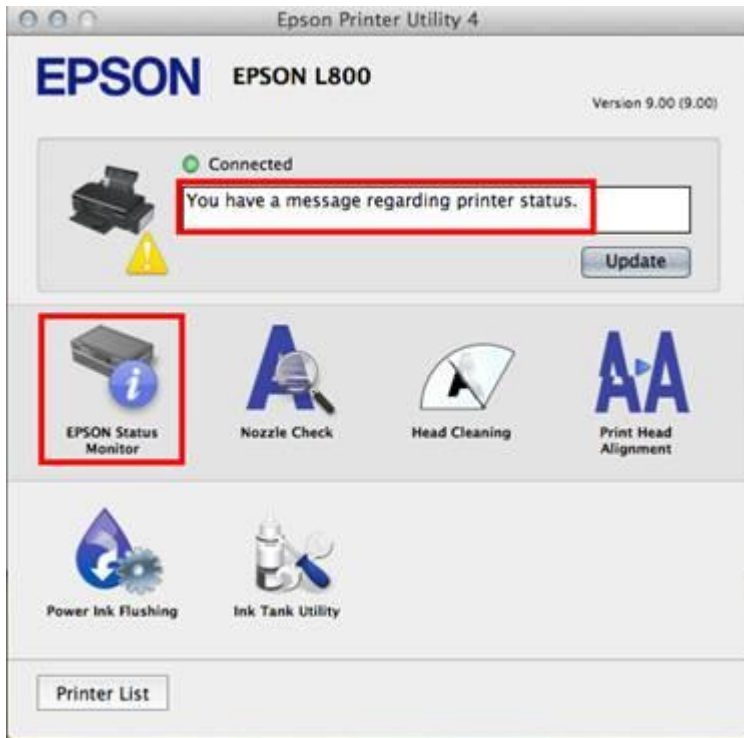 Epson Printer Utility 4
EPSON
EPSON L800
Version 9.00 (9.00)
Connected
You have a message regarding printer status.
Update
EPSON Status
Monitor
Nozzle Check
Head Cleaning
Print Head
Alignment
Power Ink Flushing
Ink Tank Utility
Printer List